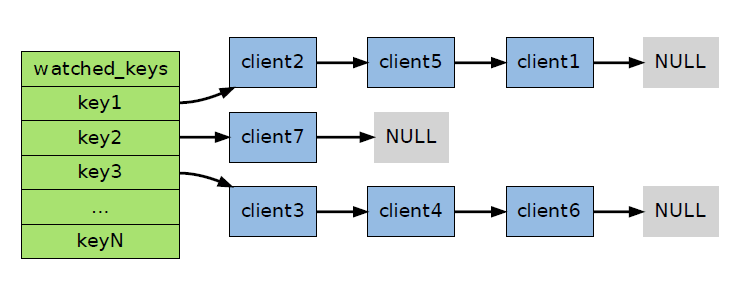 watched_keys
key1
key2
key3
...
keyN
client2 client5 client1 NULL
client7 NULL
client3 client4 client6 NULL